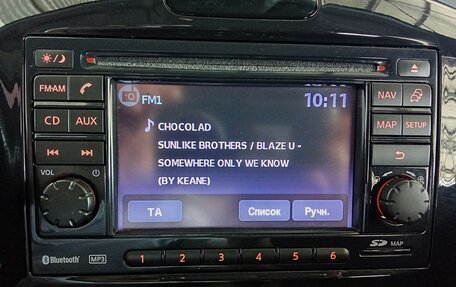 FM1
10:11
FM·AM
NAV
CD AUX
MAP SETUP
CHOCOLAD
SUNLIKE BROTHERS / BLAZE U -
SOMEWHERE ONLY WE KNOW
(BY KEANE)
VOL
TA
Список
Ручн.
Bluetooth MP3
1 2 3 4 5 6
SD MAP